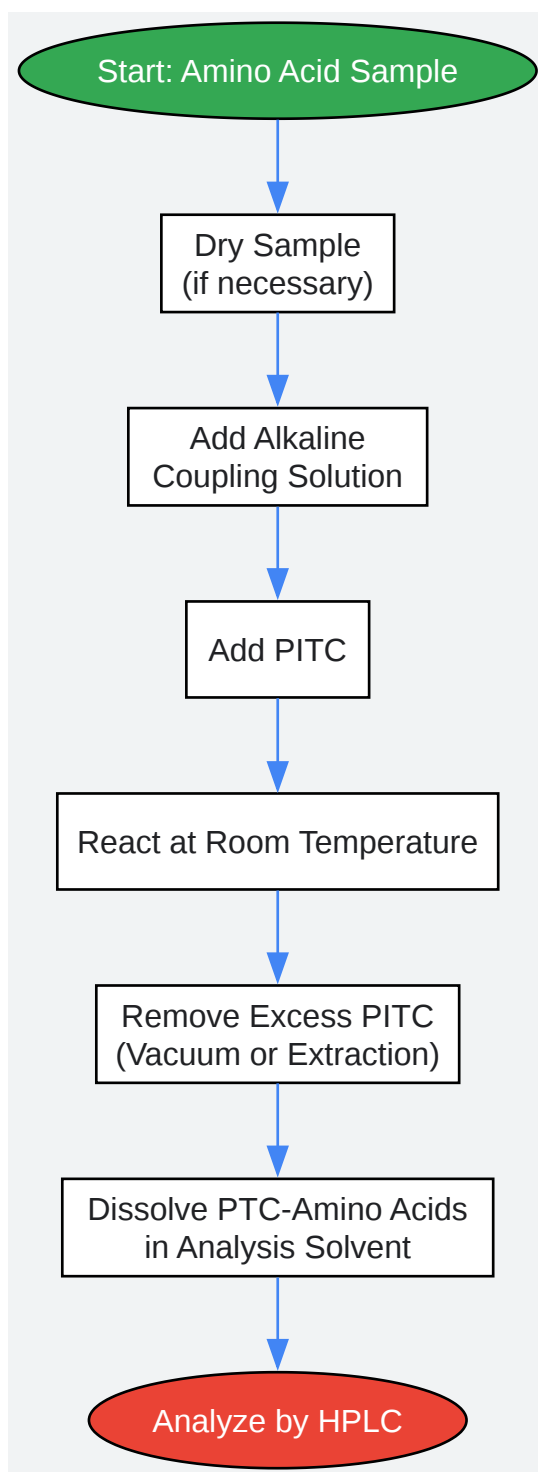 Start: Amino Acid Sample
Dry Sample
(if necessary)
Add Alkaline
Coupling Solution
Add PITC
React at Room Temperature
Remove Excess PITC
(Vacuum or Extraction)
Dissolve PTC-Amino Acids
in Analysis Solvent
Analyze by HPLC